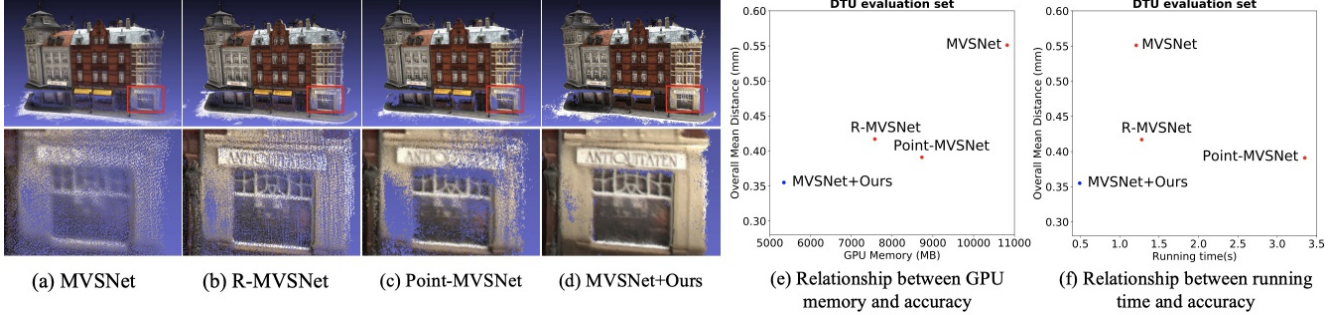 ANTIQUITATEN
ANTIQUITATEN
ANTIQUITATEN
(a) MVSNet
(b) R-MVSNet
(c) Point-MVSNet
(d) MVSNet+Ours
DTU evaluation set
Overall Mean Distance (mm)
0.60
0.55
0.50
0.45
0.40
0.35
0.30
MVSNet
R-MVSNet
Point-MVSNet
MVSNet+Ours
5000 6000 7000 8000 9000 10000 11000
GPU Memory (MB)
(e) Relationship between GPU
memory and accuracy
DTU evaluation set
Overall Mean Distance (mm)
0.60
0.55
0.50
0.45
0.40
0.35
0.30
MVSNet
R-MVSNet
Point-MVSNet
MVSNet+Ours
0.5 1.0 1.5 2.0 2.5 3.0 3.5
Running time(s)
(f) Relationship between running
time and accuracy